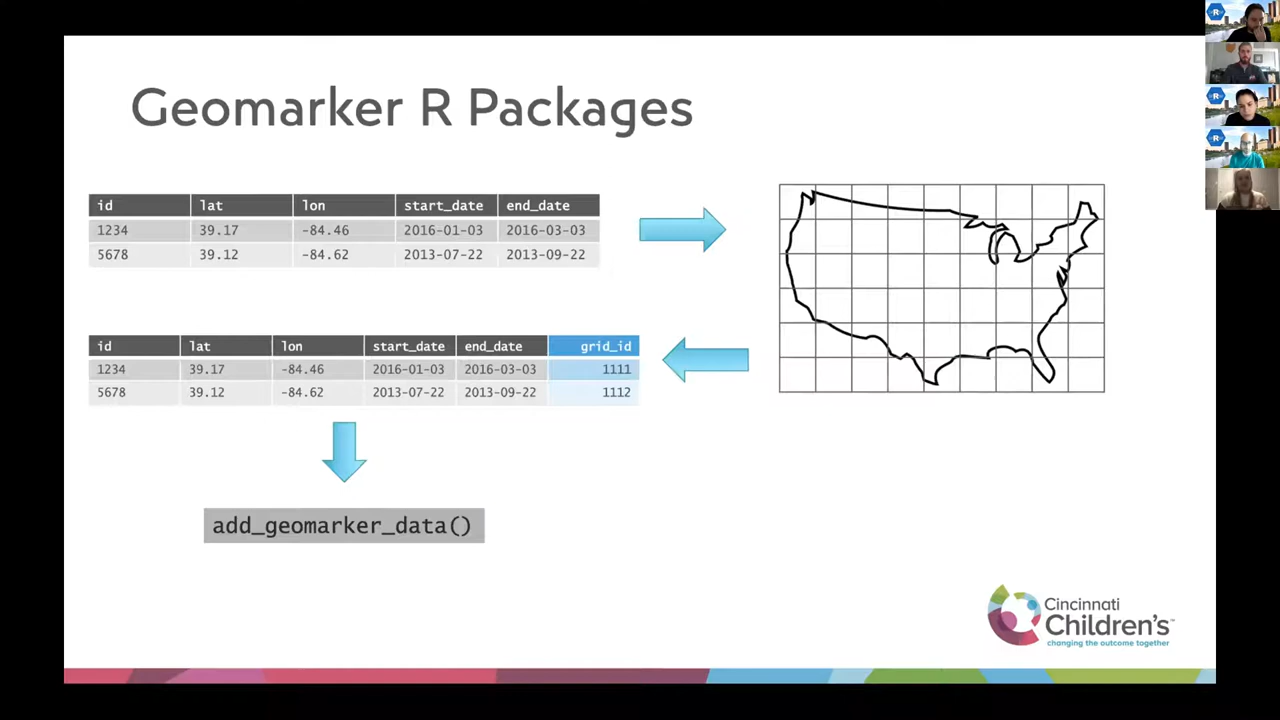 Geomarker R Packages
id lat lon start_date end_date
1234 39.17 -84.46 2016-01-03 2016-03-03
5678 39.12 -84.62 2013-07-22 2013-09-22
id lat lon start_date end_date grid_id
1234 39.17 -84.46 2016-01-03 2016-03-03 1111
5678 39.12 -84.62 2013-07-22 2013-09-22 1112
add_geomarker_data()
Cincinnati
Children's™
changing the outcome together
R
R
R